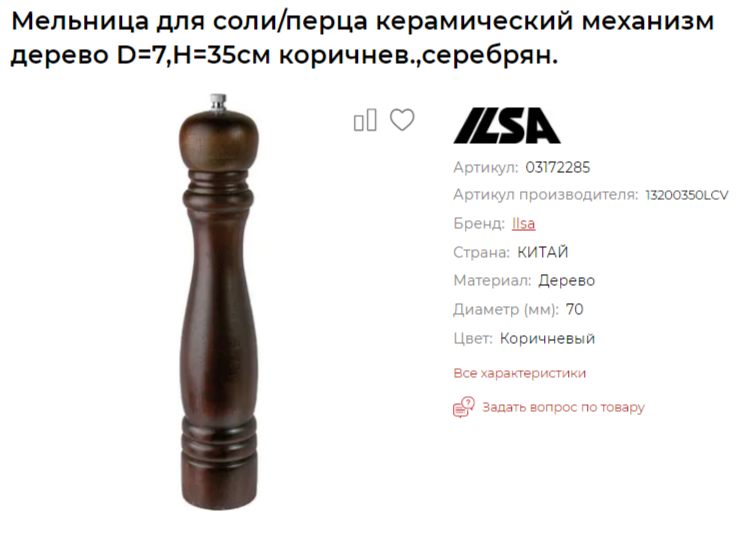 Мельница для соли/перца керамический механизм
дерево D=7,H=35см коричнев.,серебрян.
ILSA
Артикул: 03172285
Артикул производителя: 13200350LCV
Бренд: Ilsa
Страна: КИТАЙ
Материал: Дерево
Диаметр (мм): 70
Цвет: Коричневый
Все характеристики
Задать вопрос по товару